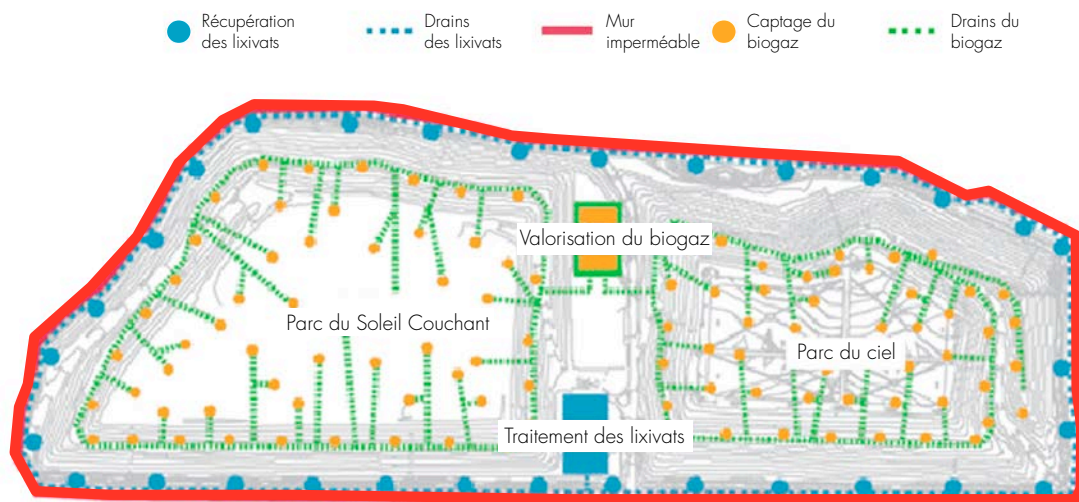 Récupération
des lixivats
Drains
des lixivats
Mur
imperméable
Captage du
biogaz
Drains du
biogaz
Valorisation du biogaz
Parc du Soleil Couchant
Parc du ciel
Traitement des lixivats